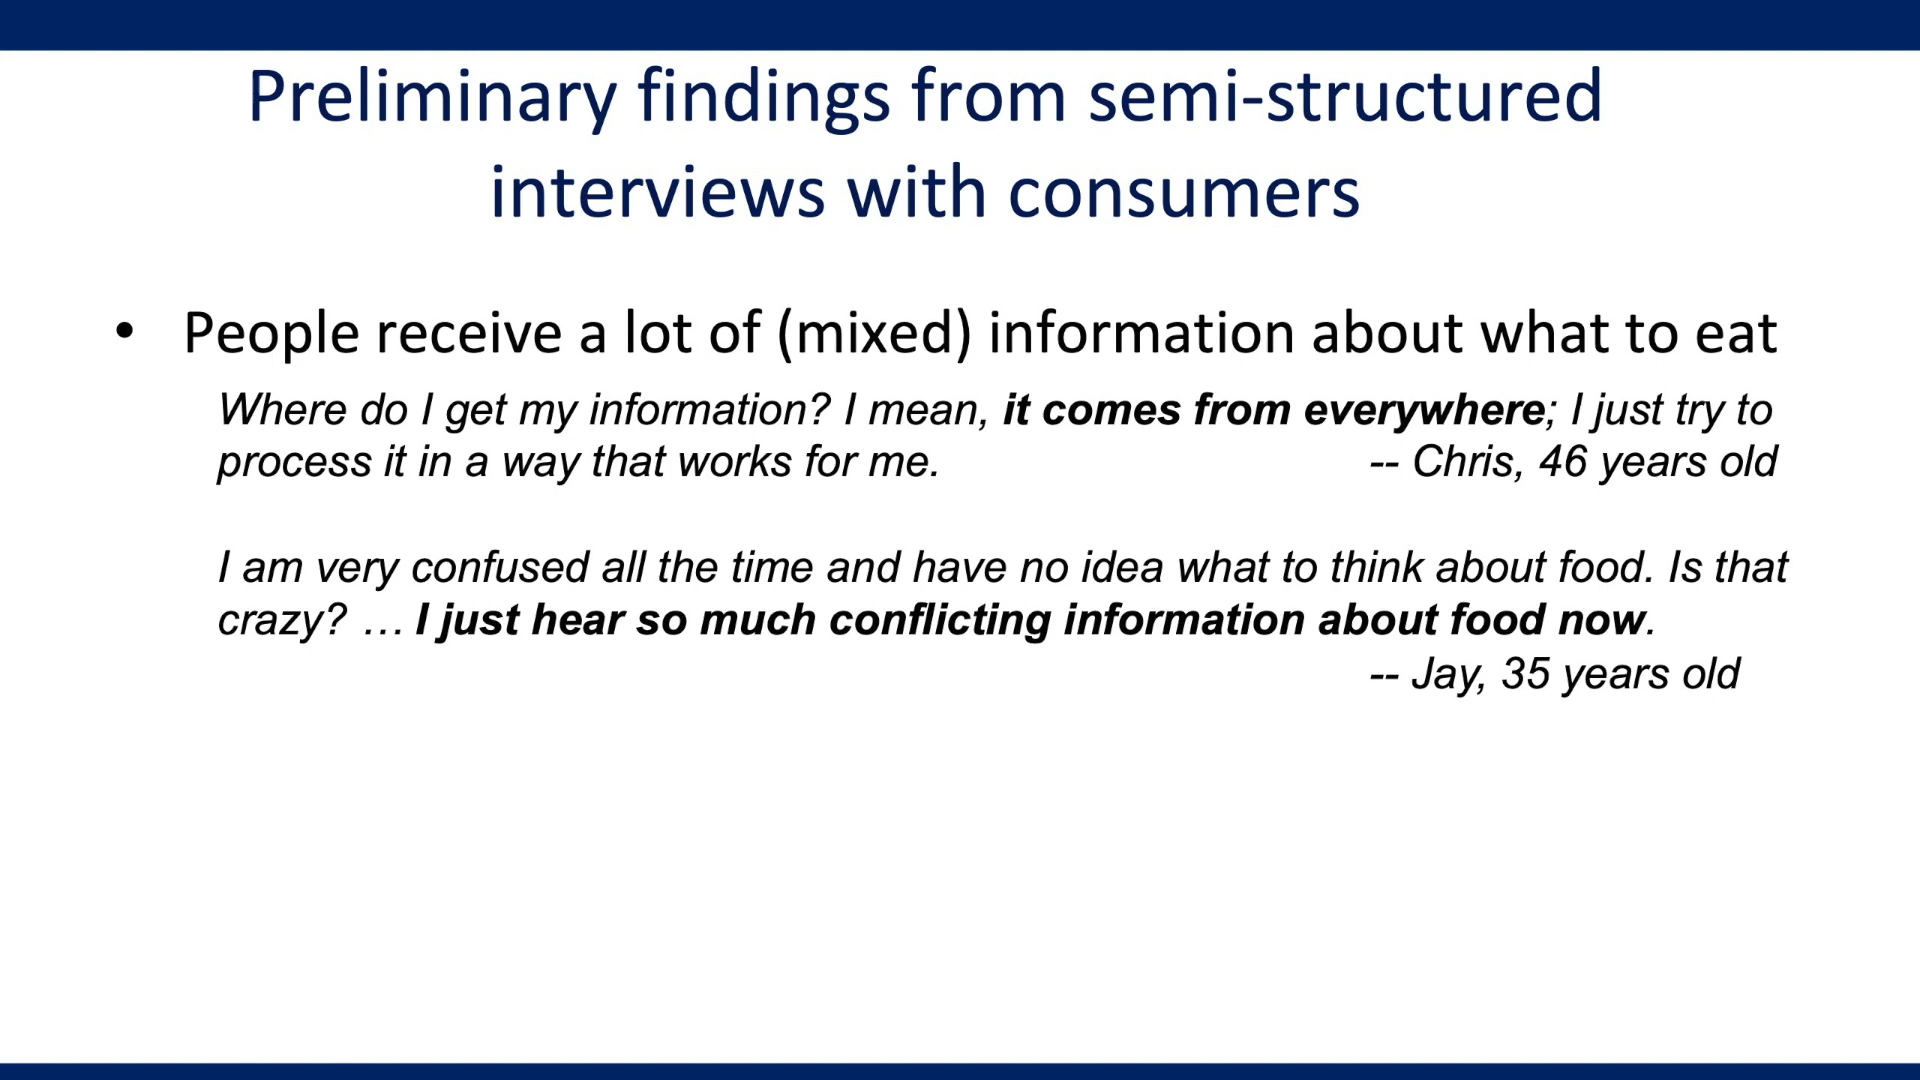 Preliminary findings from semi-structured
interviews with consumers
• People receive a lot of (mixed) information about what to eat
Where do I get my information? I mean, it comes from everywhere; I just try to
process it in a way that works for me. -- Chris, 46 years old
I am very confused all the time and have no idea what to think about food. Is that
crazy? … I just hear so much conflicting information about food now.
-- Jay, 35 years old